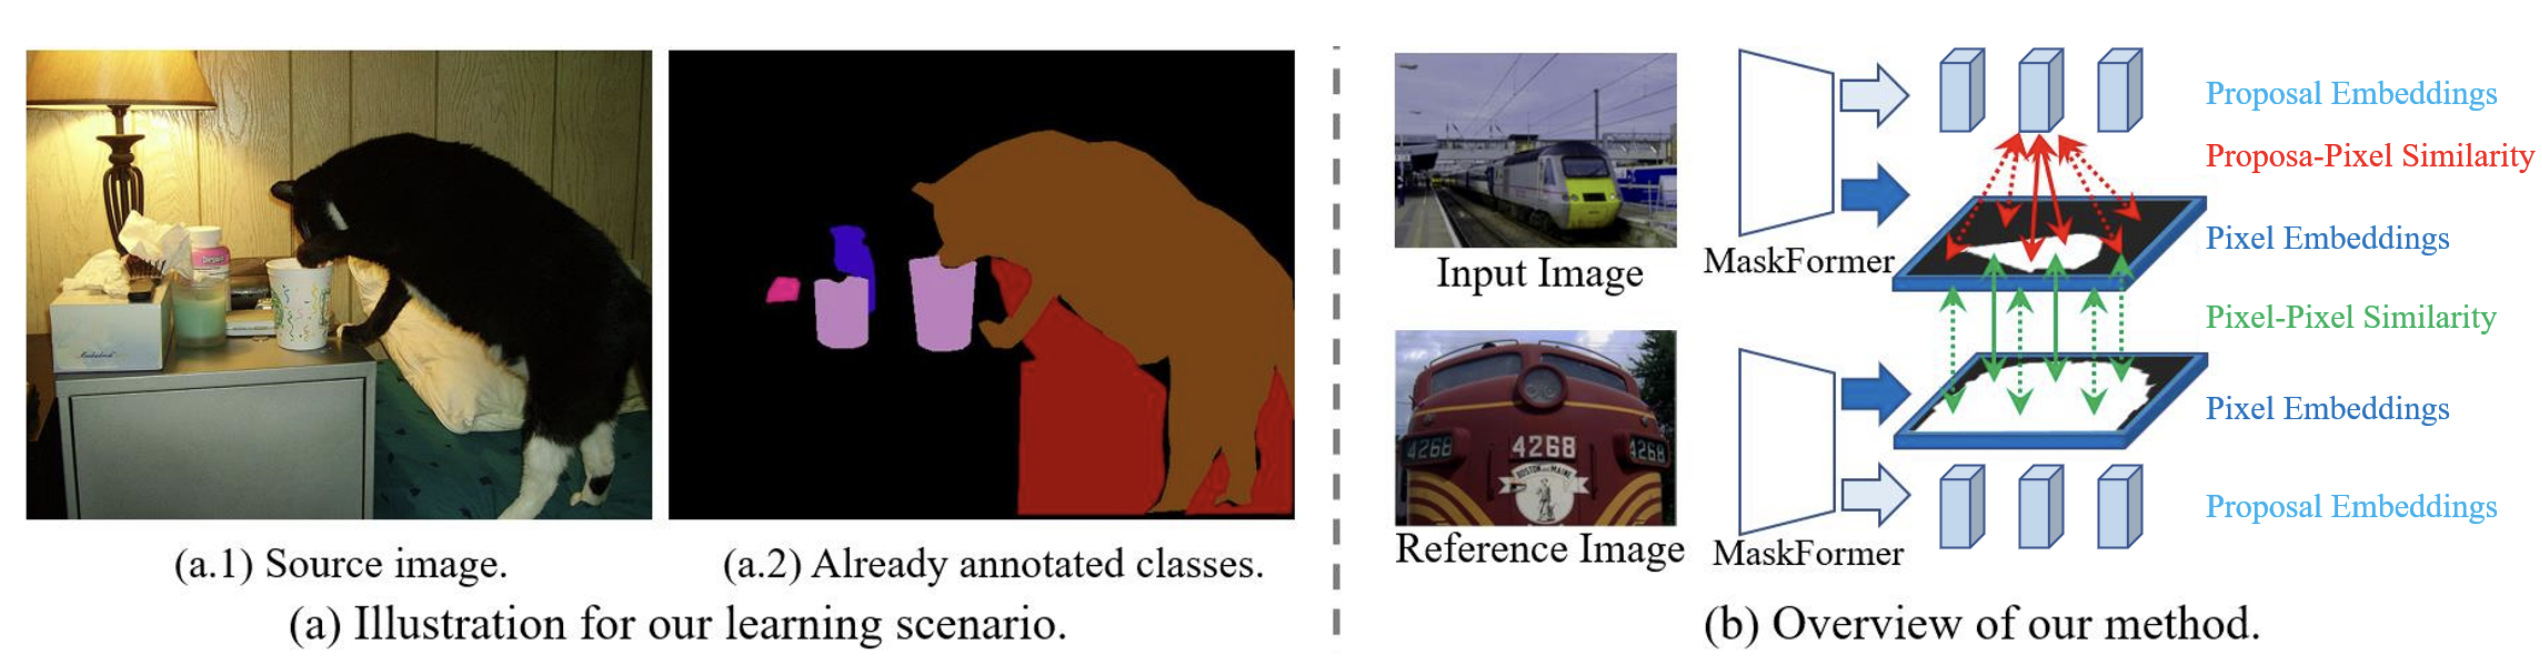 (a.1) Source image.
(a.2) Already annotated classes.
(a) Illustration for our learning scenario.
Input Image
4268
4268
4268
BOSTON and MAINE
Reference Image
MaskFormer
MaskFormer
Proposal Embeddings
Proposa-Pixel Similarity
Pixel Embeddings
Pixel-Pixel Similarity
Pixel Embeddings
Proposal Embeddings
(b) Overview of our method.